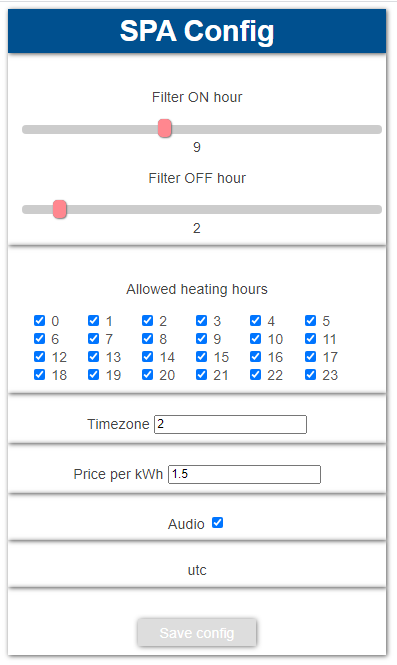 SPA Config
Filter ON hour
9
Filter OFF hour
2
Allowed heating hours
0 1 2 3 4 5
6 7 8 9 10 11
12 13 14 15 16 17
18 19 20 21 22 23
Timezone 2
Price per kWh 1.5
Audio
utc
Save config